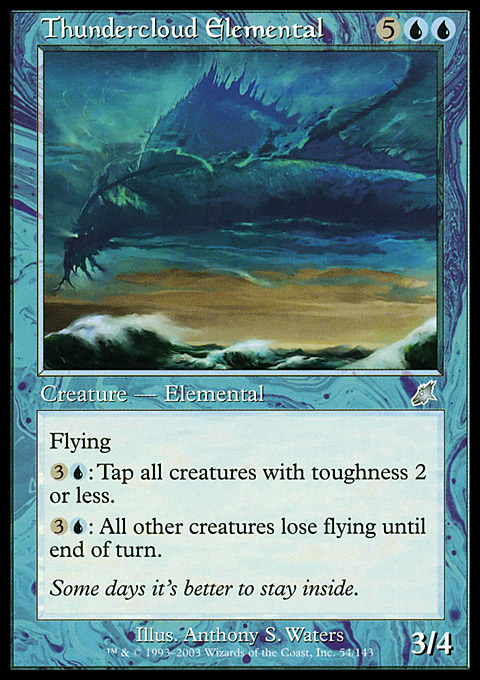 Thundercloud Elemental 5
Creature — Elemental
Flying
3: Tap all creatures with toughness 2
or less.
3: All other creatures lose flying until
end of turn.
Some days it's better to stay inside.
Illus. Anthony S. Waters
™ & © 1993-2003 Wizards of the Coast, Inc. 54/143
3/4